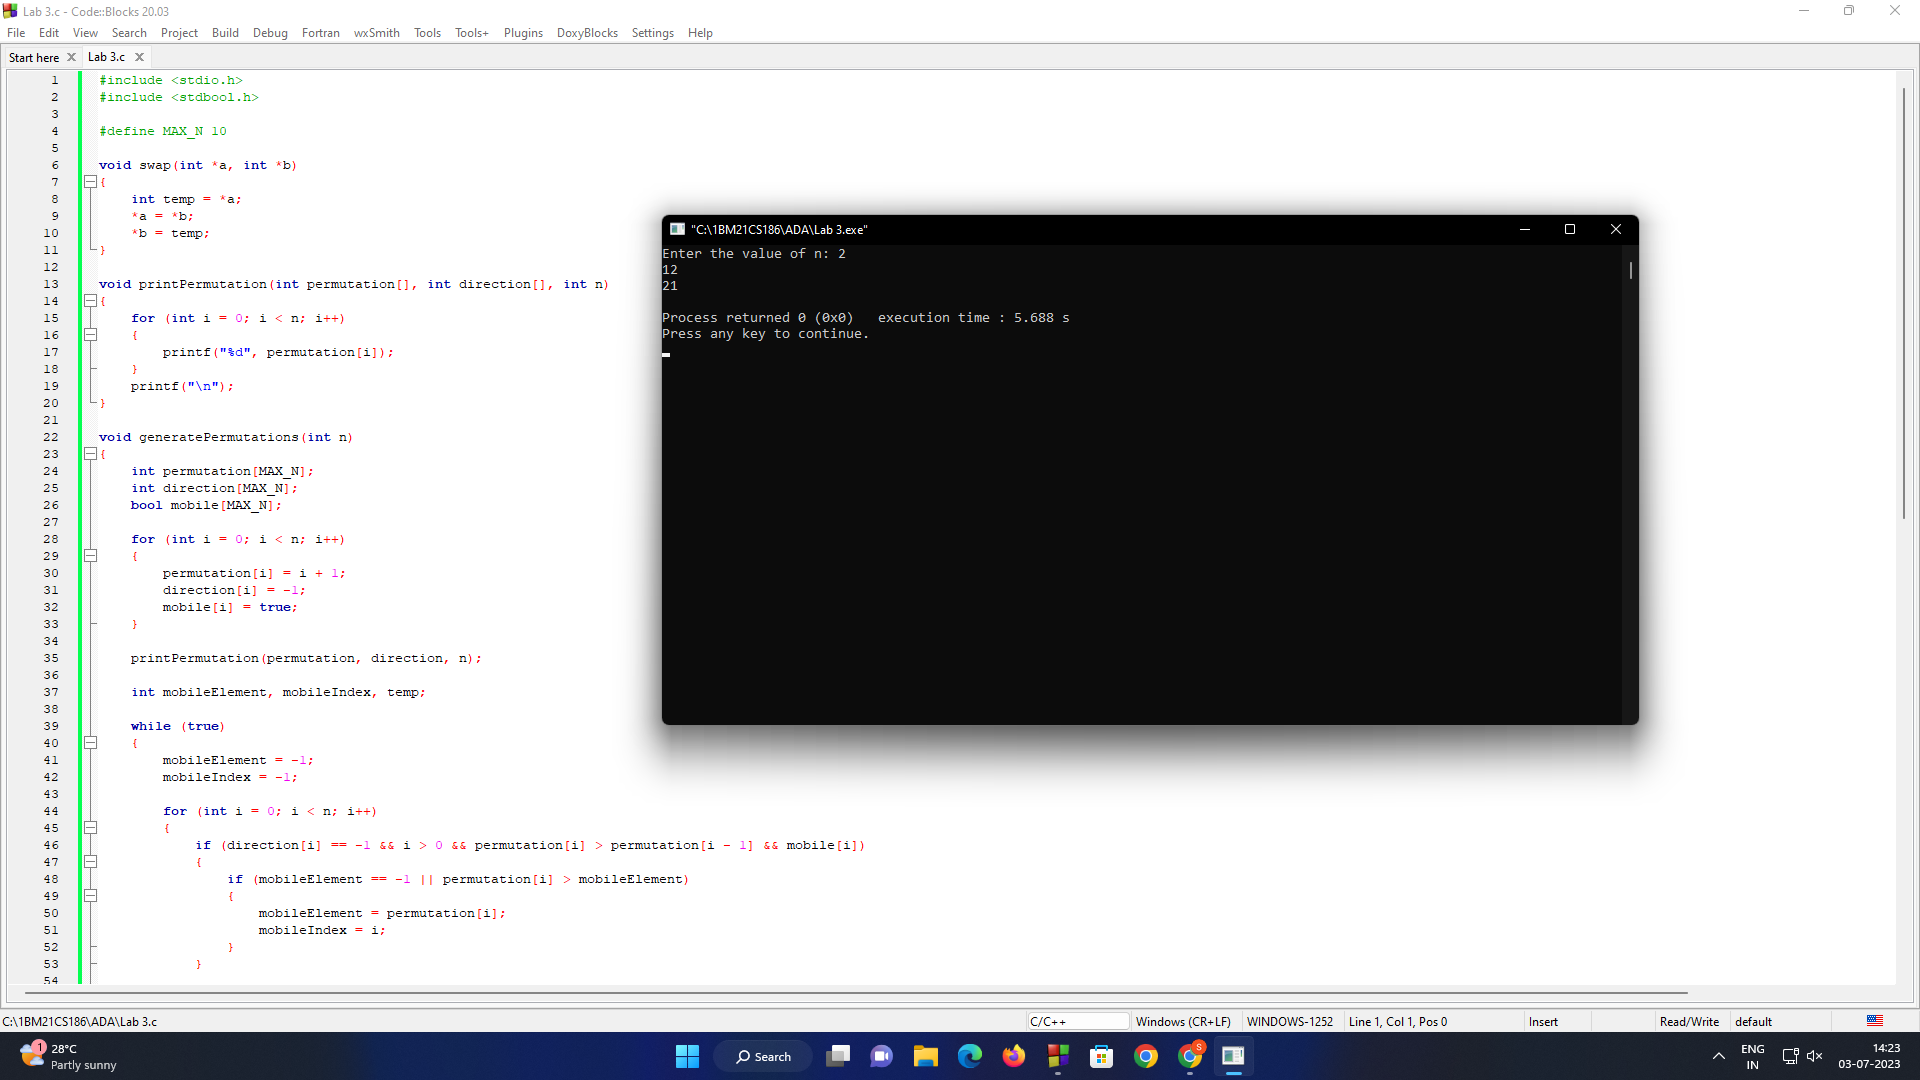 Lab 3.c - Code::Blocks 20.03
File Edit View Search Project Build Debug Fortran wxSmith Tools Tools+ Plugins DoxyBlocks Settings Help
Start here Lab 3.c
1 #include <stdio.h>
2 #include <stdbool.h>
3
4 #define MAX_N 10
5
6 void swap(int *a, int *b)
7 {
8 int temp = *a;
9 *a = *b;
10 *b = temp;
11 }
12
13 void printPermutation(int permutation[], int direction[], int n)
14 {
15 for (int i = 0; i < n; i++)
16 {
17 printf("%d", permutation[i]);
18 }
19 printf("\n");
20 }
21
22 void generatePermutations(int n)
23 {
24 int permutation[MAX_N];
25 int direction[MAX_N];
26 bool mobile[MAX_N];
27
28 for (int i = 0; i < n; i++)
29 {
30 permutation[i] = i + 1;
31 direction[i] = -1;
32 mobile[i] = true;
33 }
34
35 printPermutation(permutation, direction, n);
36
37 int mobileElement, mobileIndex, temp;
38
39 while (true)
40 {
41 mobileElement = -1;
42 mobileIndex = -1;
43
44 for (int i = 0; i < n; i++)
45 {
46 if (direction[i] == -1 && i > 0 && permutation[i] > permutation[i - 1] && mobile[i])
47 {
48 if (mobileElement == -1 || permutation[i] > mobileElement)
49 {
50 mobileElement = permutation[i];
51 mobileIndex = i;
52 }
53 }
54
"C:\1BM21CS186\ADA\Lab 3.exe"
Enter the value of n: 2
12
21
Process returned 0 (0x0) execution time : 5.688 s
Press any key to continue.
C:\1BM21CS186\ADA\Lab 3.c C/C++ Windows (CR+LF) WINDOWS-1252 Line 1, Col 1, Pos 0 Insert Read/Write default
1 28°C
Partly sunny
Search
S
ENG
IN
14:23
03-07-2023